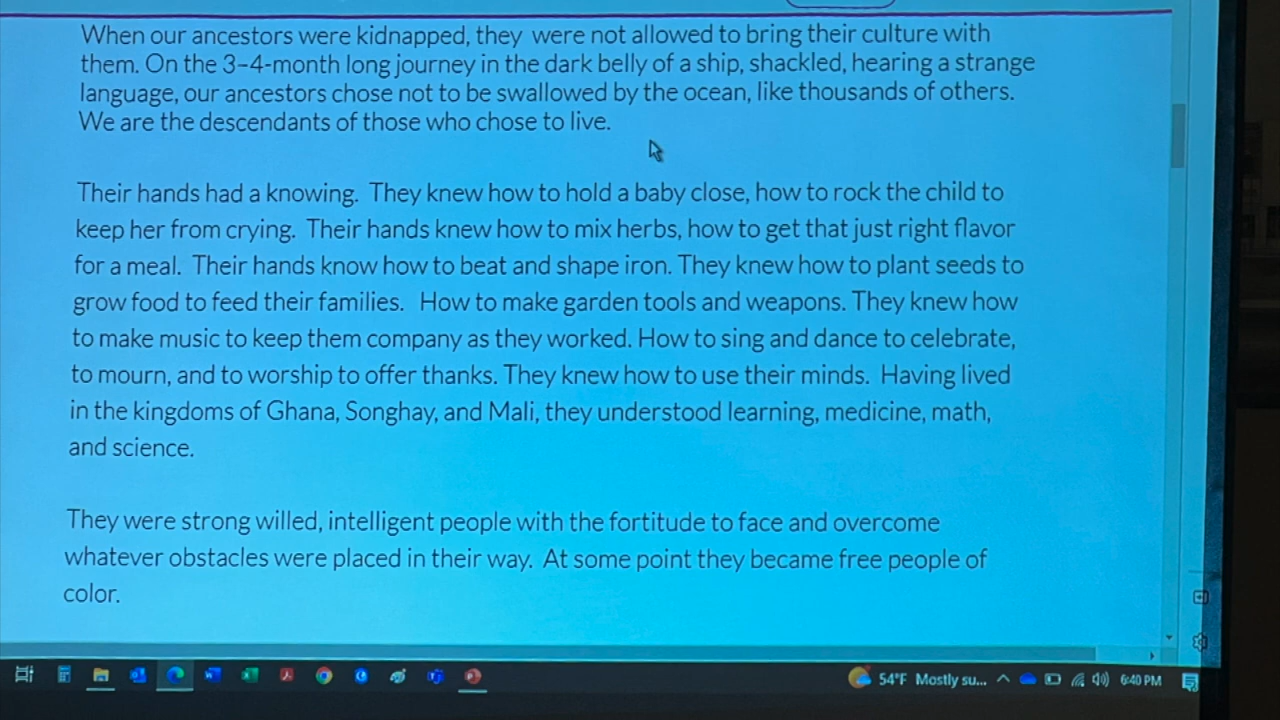 When our ancestors were kidnapped, they were not allowed to bring their culture with
them. On the 3–4-month long journey in the dark belly of a ship, shackled, hearing a strange
language, our ancestors chose not to be swallowed by the ocean, like thousands of others.
We are the descendants of those who chose to live.
Their hands had a knowing. They knew how to hold a baby close, how to rock the child to
keep her from crying. Their hands knew how to mix herbs, how to get that just right flavor
for a meal. Their hands know how to beat and shape iron. They knew how to plant seeds to
grow food to feed their families. How to make garden tools and weapons. They knew how
to make music to keep them company as they worked. How to sing and dance to celebrate,
to mourn, and to worship to offer thanks. They knew how to use their minds. Having lived
in the kingdoms of Ghana, Songhay, and Mali, they understood learning, medicine, math,
and science.
They were strong willed, intelligent people with the fortitude to face and overcome
whatever obstacles were placed in their way. At some point they became free people of
color.
54°F Mostly su... 6:40 PM